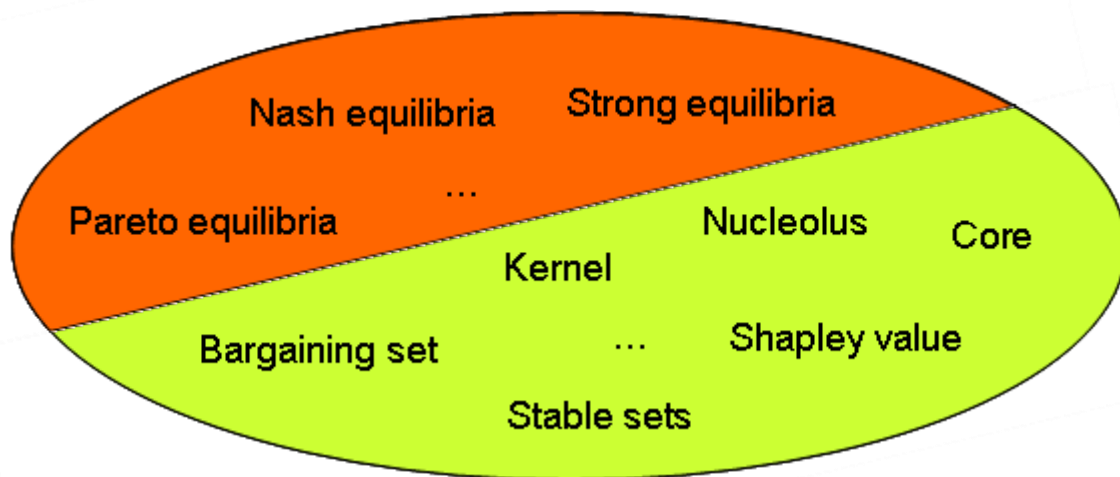 Nash equilibria
Strong equilibria
...
Pareto equilibria
Nucleolus
Core
Kernel
Bargaining set
...
Shapley value
Stable sets